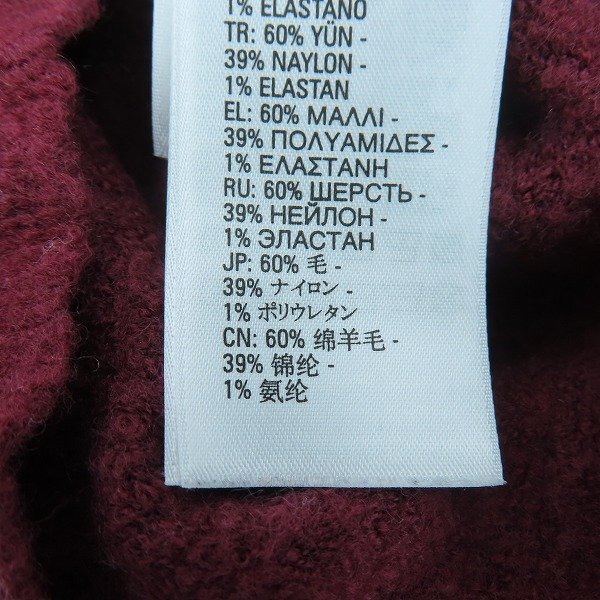 1% ELASTANO
TR: 60% YÜN -
39% NAYLON -
1% ELASTAN
EL: 60% ΜΑΛΛΙ -
39% ΠΟΛΥΑΜΙΔΕΣ -
1% ΕΛΑΣΤΑΝΗ
RU: 60% ШЕРСТЬ -
39% НЕЙЛОН -
1% ЭЛАСТАН
JP: 60% 毛 -
39% ナイロン -
1% ポリウレタン
CN: 60% 绵羊毛 -
39% 锦纶 -
1% 氨纶